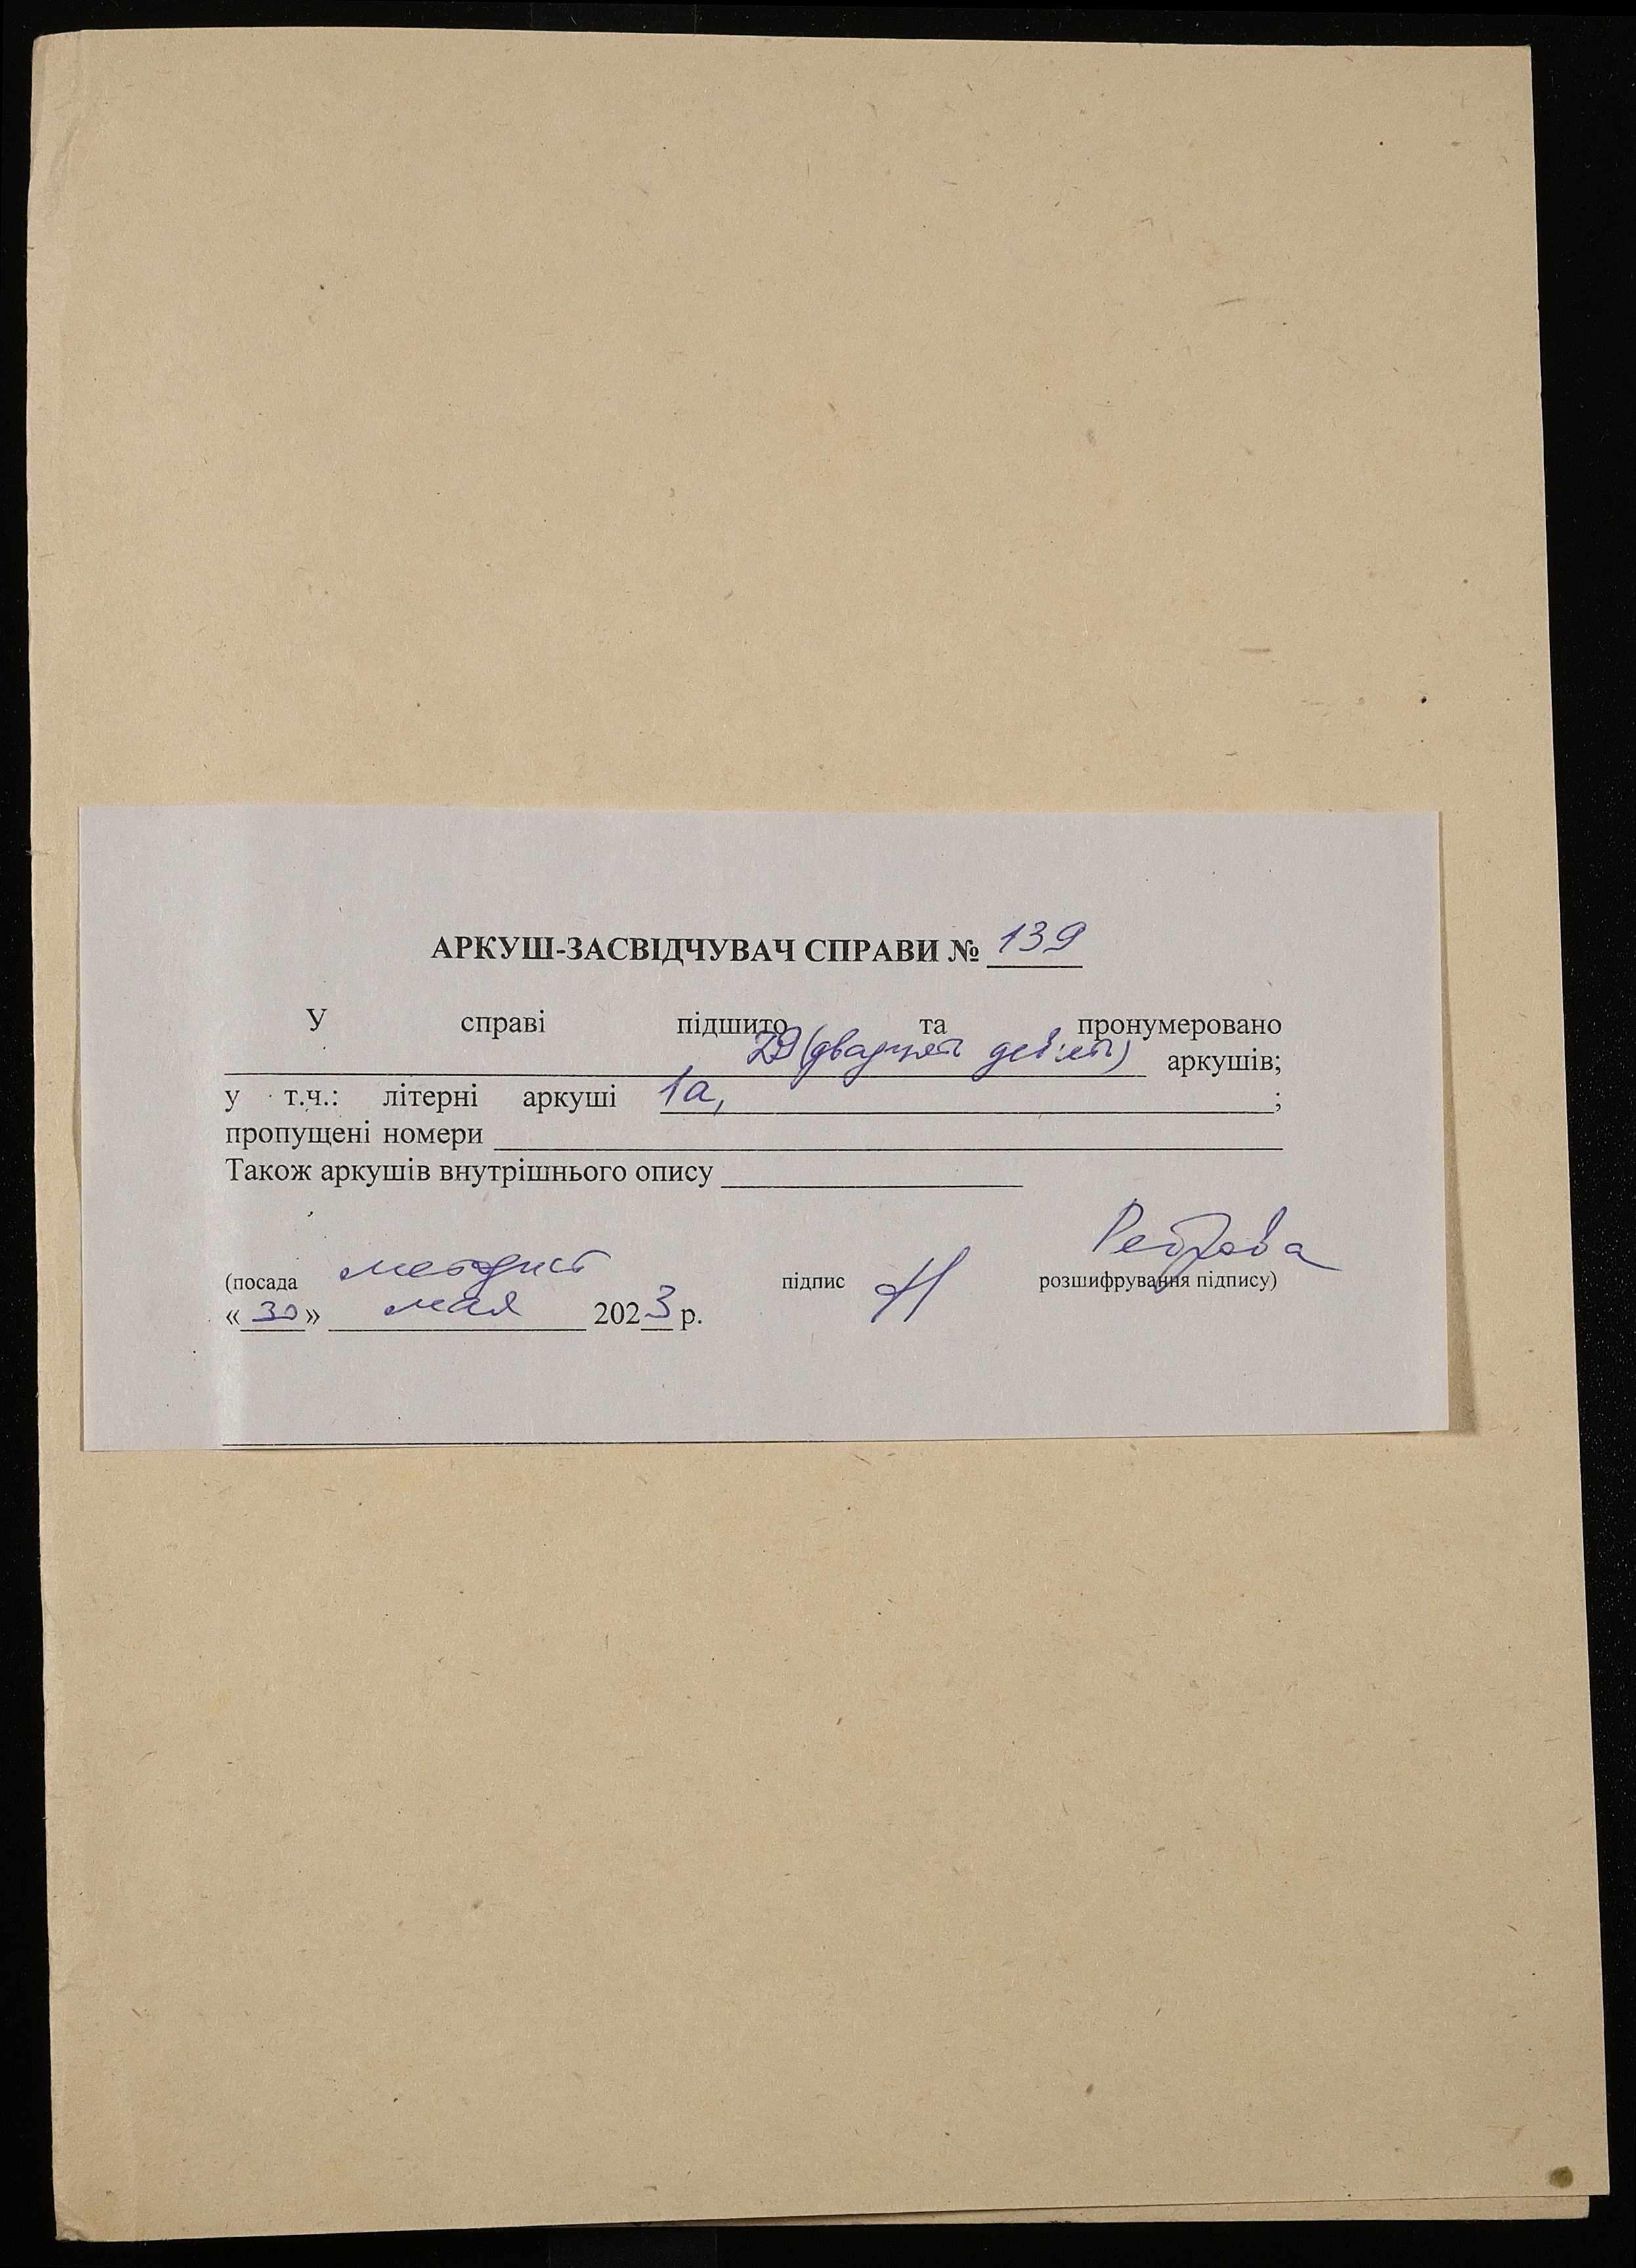 АРКУШ-ЗАСВІДЧУВАЧ СПРАВИ № 139
У справі підшито та пронумеровано
29 (двадцять дев'ять) аркушів;
у т.ч.: літерні аркуші 1а, ;
пропущені номери
Також аркушів внутрішнього опису
(посада методист підпис розшифрування підпису) Реброва
«30» мая 2023 р.